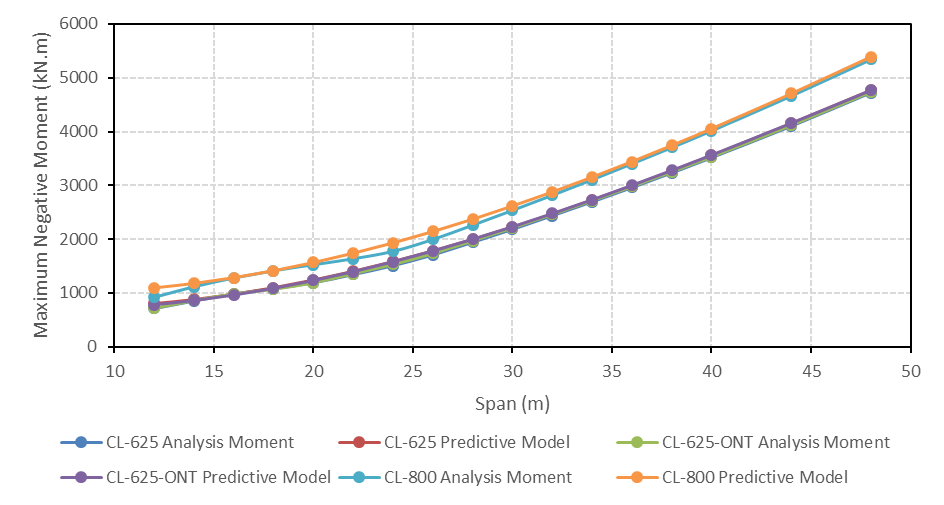 Maximum Negative Moment (kN.m)
6000
5000
4000
3000
2000
1000
0
10 15 20 25 30 35 40 45 50
Span (m)
CL-625 Analysis Moment CL-625 Predictive Model CL-625-ONT Analysis Moment
CL-625-ONT Predictive Model CL-800 Analysis Moment CL-800 Predictive Model